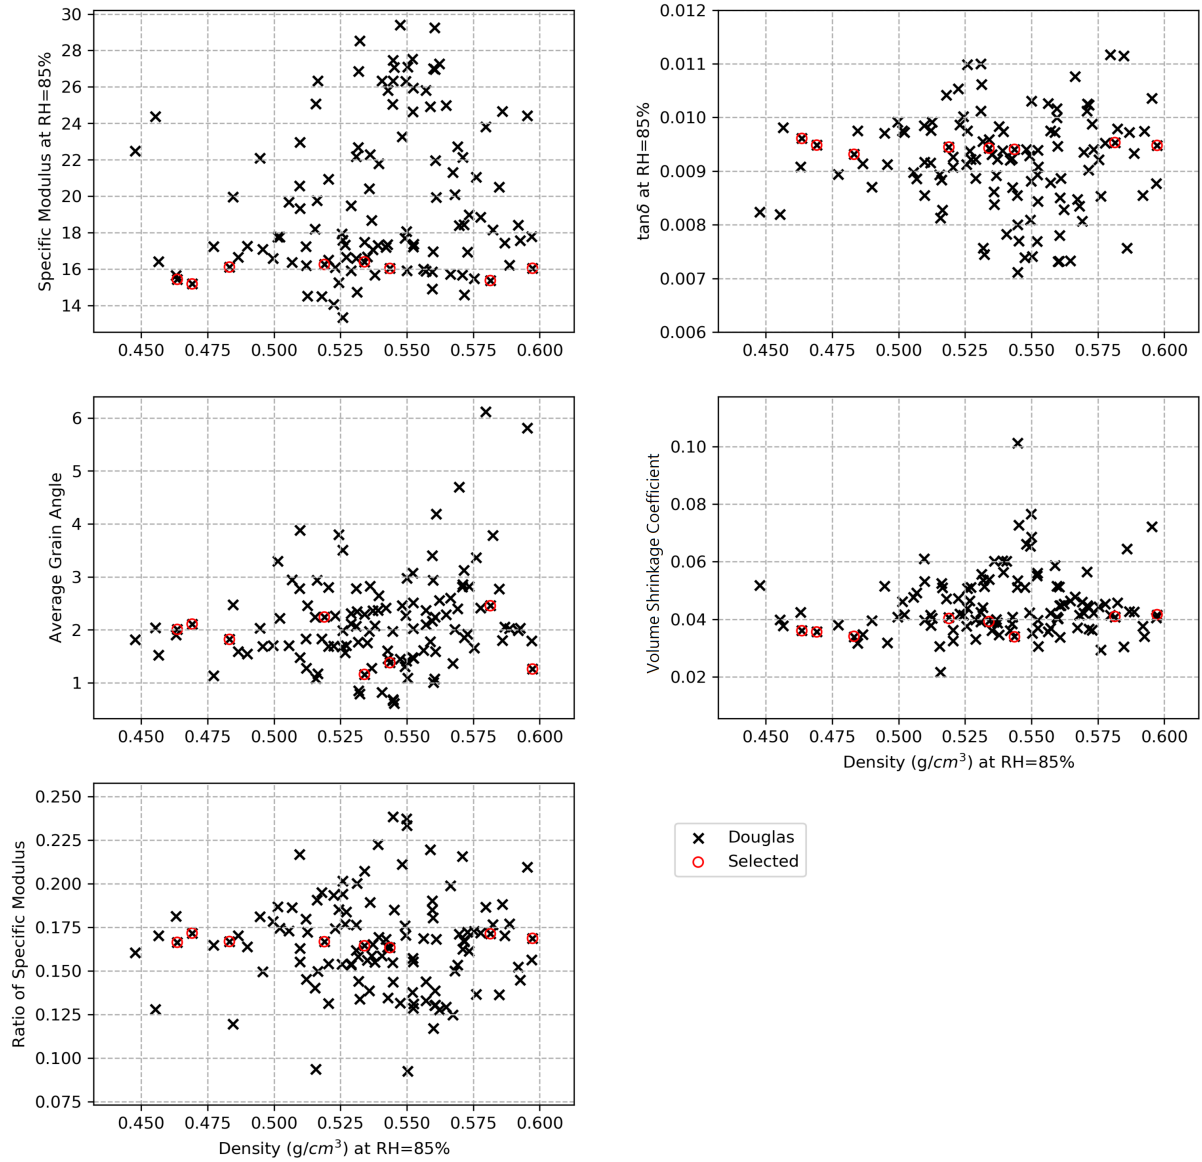 30
28
26
24
22
20
18
16
14
Specific Modulus at RH=85%
0.450 0.475 0.500 0.525 0.550 0.575 0.600
0.012
0.011
0.010
0.009
0.008
0.007
0.006
tanδ at RH=85%
0.450 0.475 0.500 0.525 0.550 0.575 0.600
6
5
4
3
2
1
Average Grain Angle
0.450 0.475 0.500 0.525 0.550 0.575 0.600
0.10
0.08
0.06
0.04
0.02
Volume Shrinkage Coefficient
0.450 0.475 0.500 0.525 0.550 0.575 0.600
Density (g/cm³) at RH=85%
0.250
0.225
0.200
0.175
0.150
0.125
0.100
0.075
Ratio of Specific Modulus
0.450 0.475 0.500 0.525 0.550 0.575 0.600
Density (g/cm³) at RH=85%
Douglas
Selected